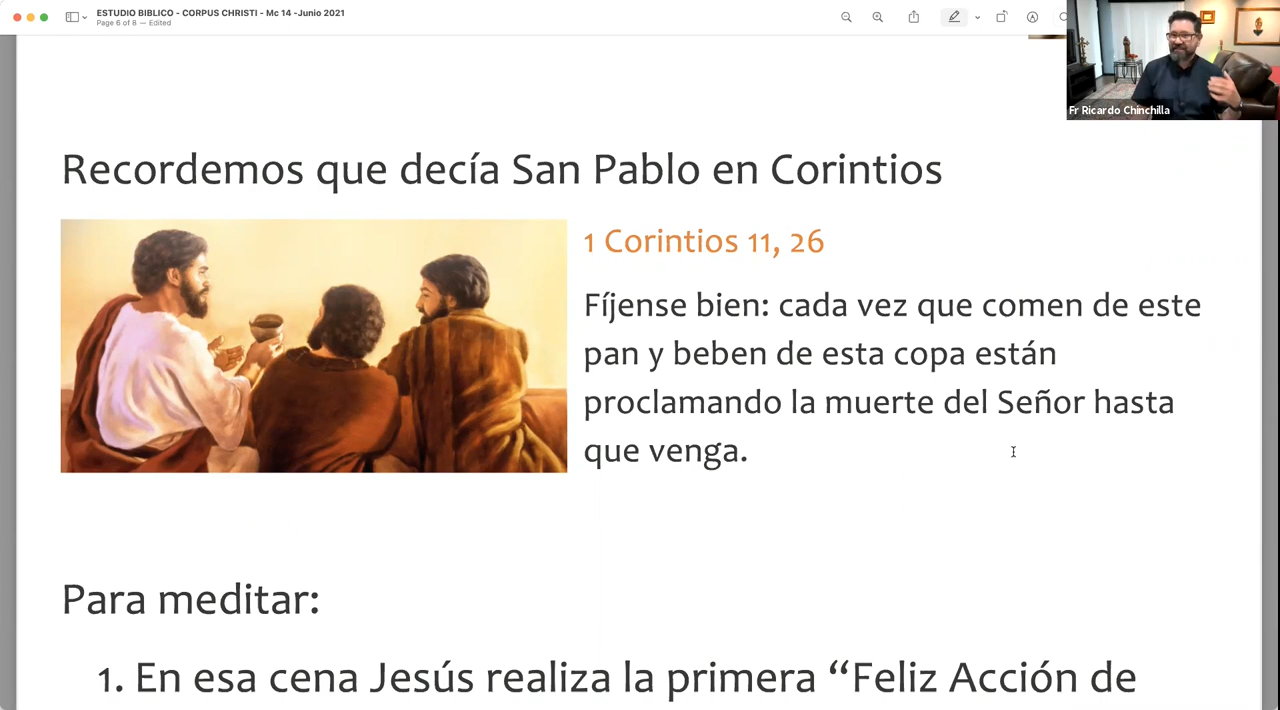 ESTUDIO BIBLICO - CORPUS CHRISTI - Mc 14 -Junio 2021
Page 6 of 8 — Edited
Fr Ricardo Chinchilla
Recordemos que decía San Pablo en Corintios
1 Corintios 11, 26
Fíjense bien: cada vez que comen de este
pan y beben de esta copa están
proclamando la muerte del Señor hasta
que venga.
Para meditar:
1. En esa cena Jesús realiza la primera “Feliz Acción de